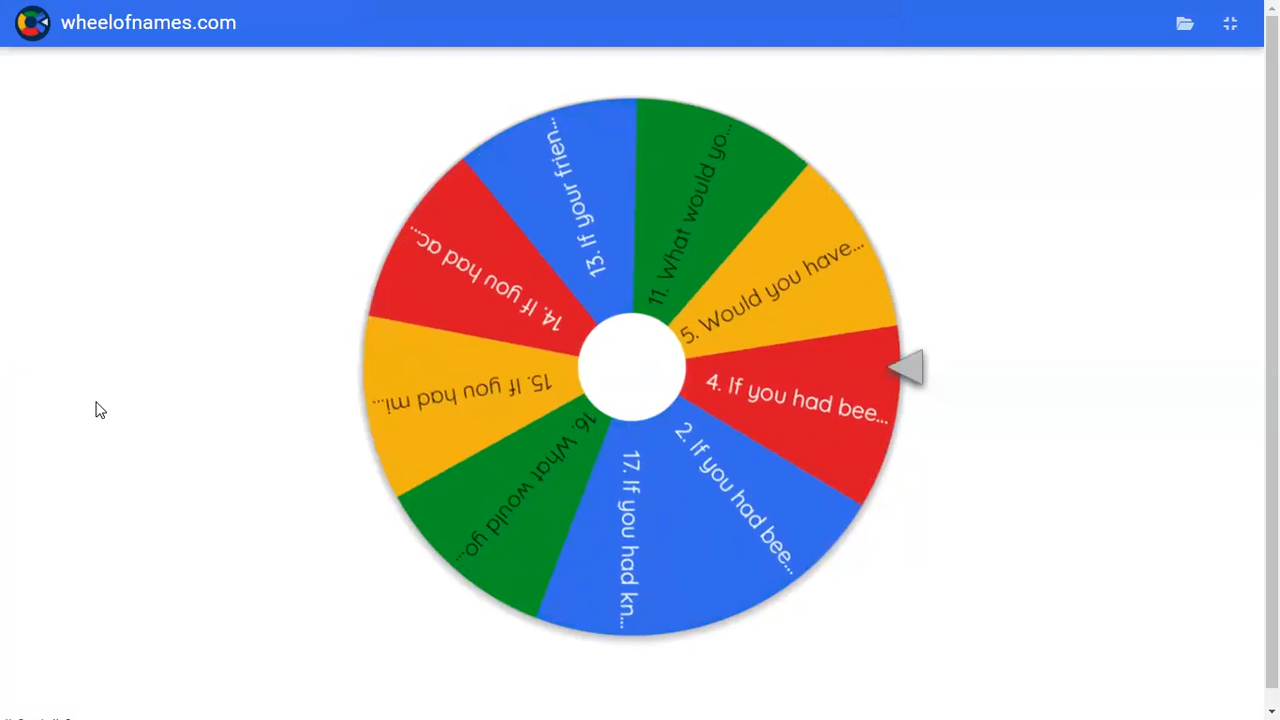 wheelofnames.com
11. What would yo...
5. Would you have...
4. If you had bee...
2. If you had bee...
17. If you had kn...
16. What would yo...
15. If you had mi...
14. If you had ac...
13. If your frien...